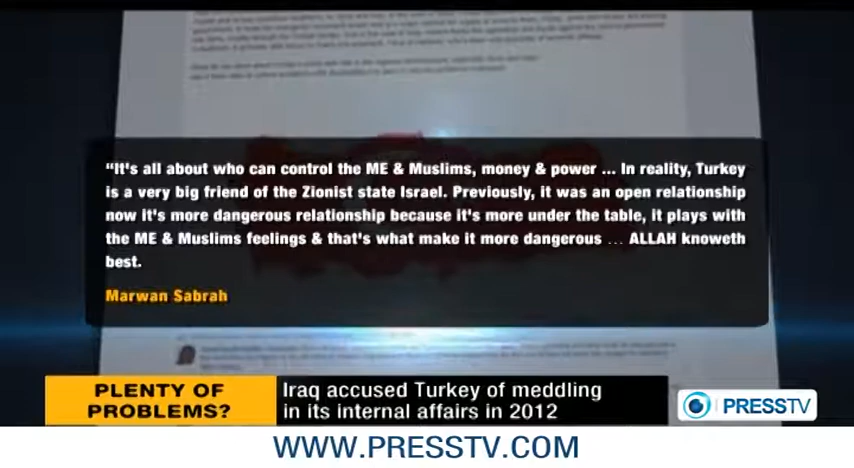 “It's all about who can control the ME & Muslims, money & power ... In reality, Turkey
is a very big friend of the Zionist state Israel. Previously, it was an open relationship
now it's more dangerous relationship because it's more under the table, it plays with
the ME & Muslims feelings & that's what make it more dangerous ... ALLAH knoweth
best.
Marwan Sabrah
PLENTY OF
PROBLEMS?
Iraq accused Turkey of meddling
in its internal affairs in 2012
PRESSTV
WWW.PRESSTV.COM